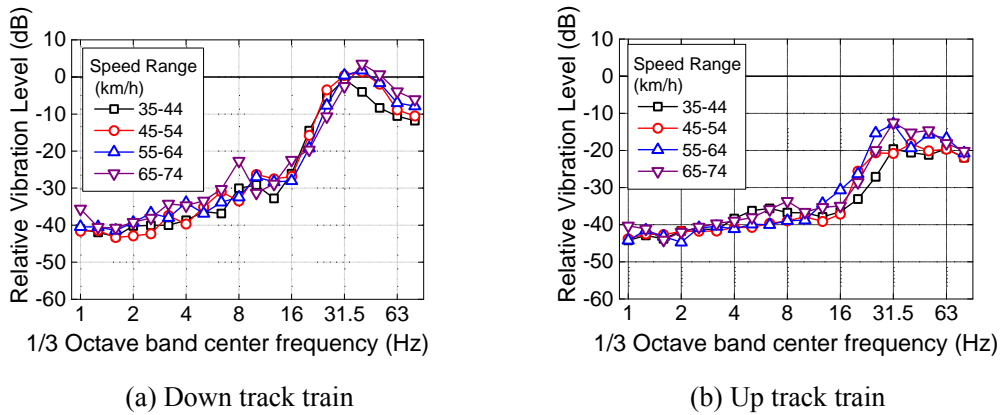 Relative Vibration Level (dB)
10
0
-10
-20
-30
-40
-50
-60
Speed Range
(km/h)
35-44
45-54
55-64
65-74
1 2 4 8 16 31.5 63
1/3 Octave band center frequency (Hz)
(a) Down track train
Relative Vibration Level (dB)
10
0
-10
-20
-30
-40
-50
-60
Speed Range
(km/h)
35-44
45-54
55-64
65-74
1 2 4 8 16 31.5 63
1/3 Octave band center frequency (Hz)
(b) Up track train